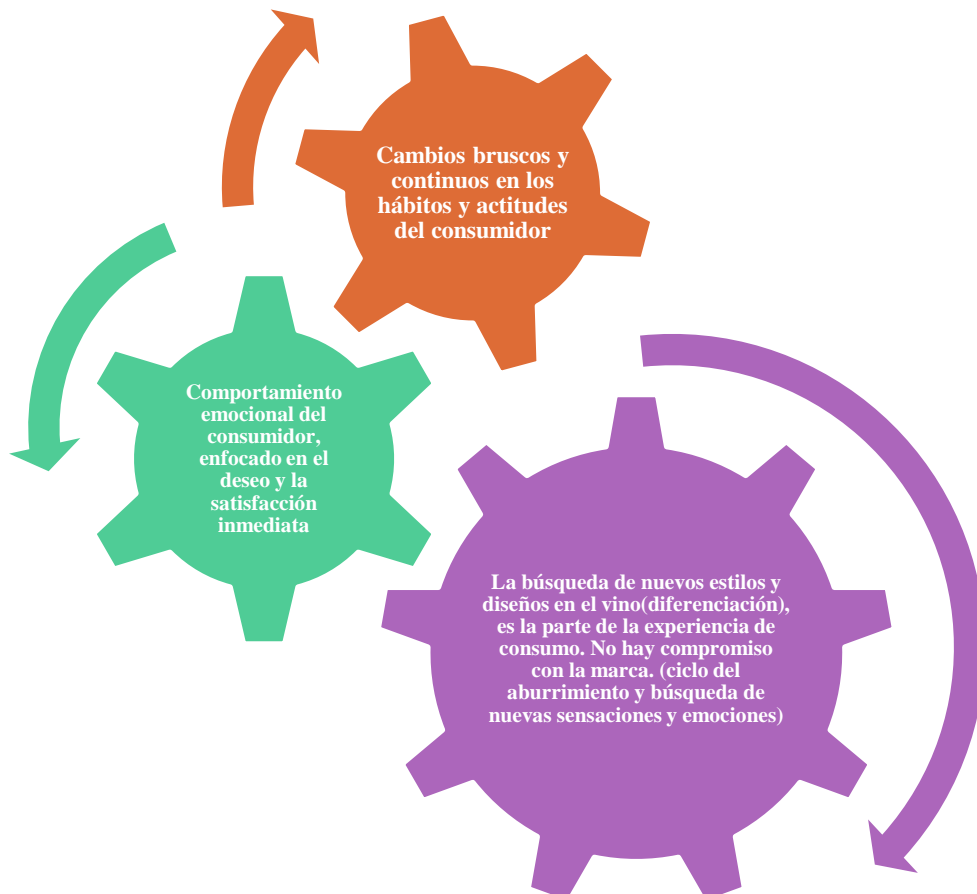 Cambios bruscos y
continuos en los
hábitos y actitudes
del consumidor
Comportamiento
emocional del
consumidor,
enfocado en el
deseo y la
satisfacción
inmediata
La búsqueda de nuevos estilos y
diseños en el vino(diferenciación),
es la parte de la experiencia de
consumo. No hay compromiso
con la marca. (ciclo del
aburrimiento y búsqueda de
nuevas sensaciones y emociones)